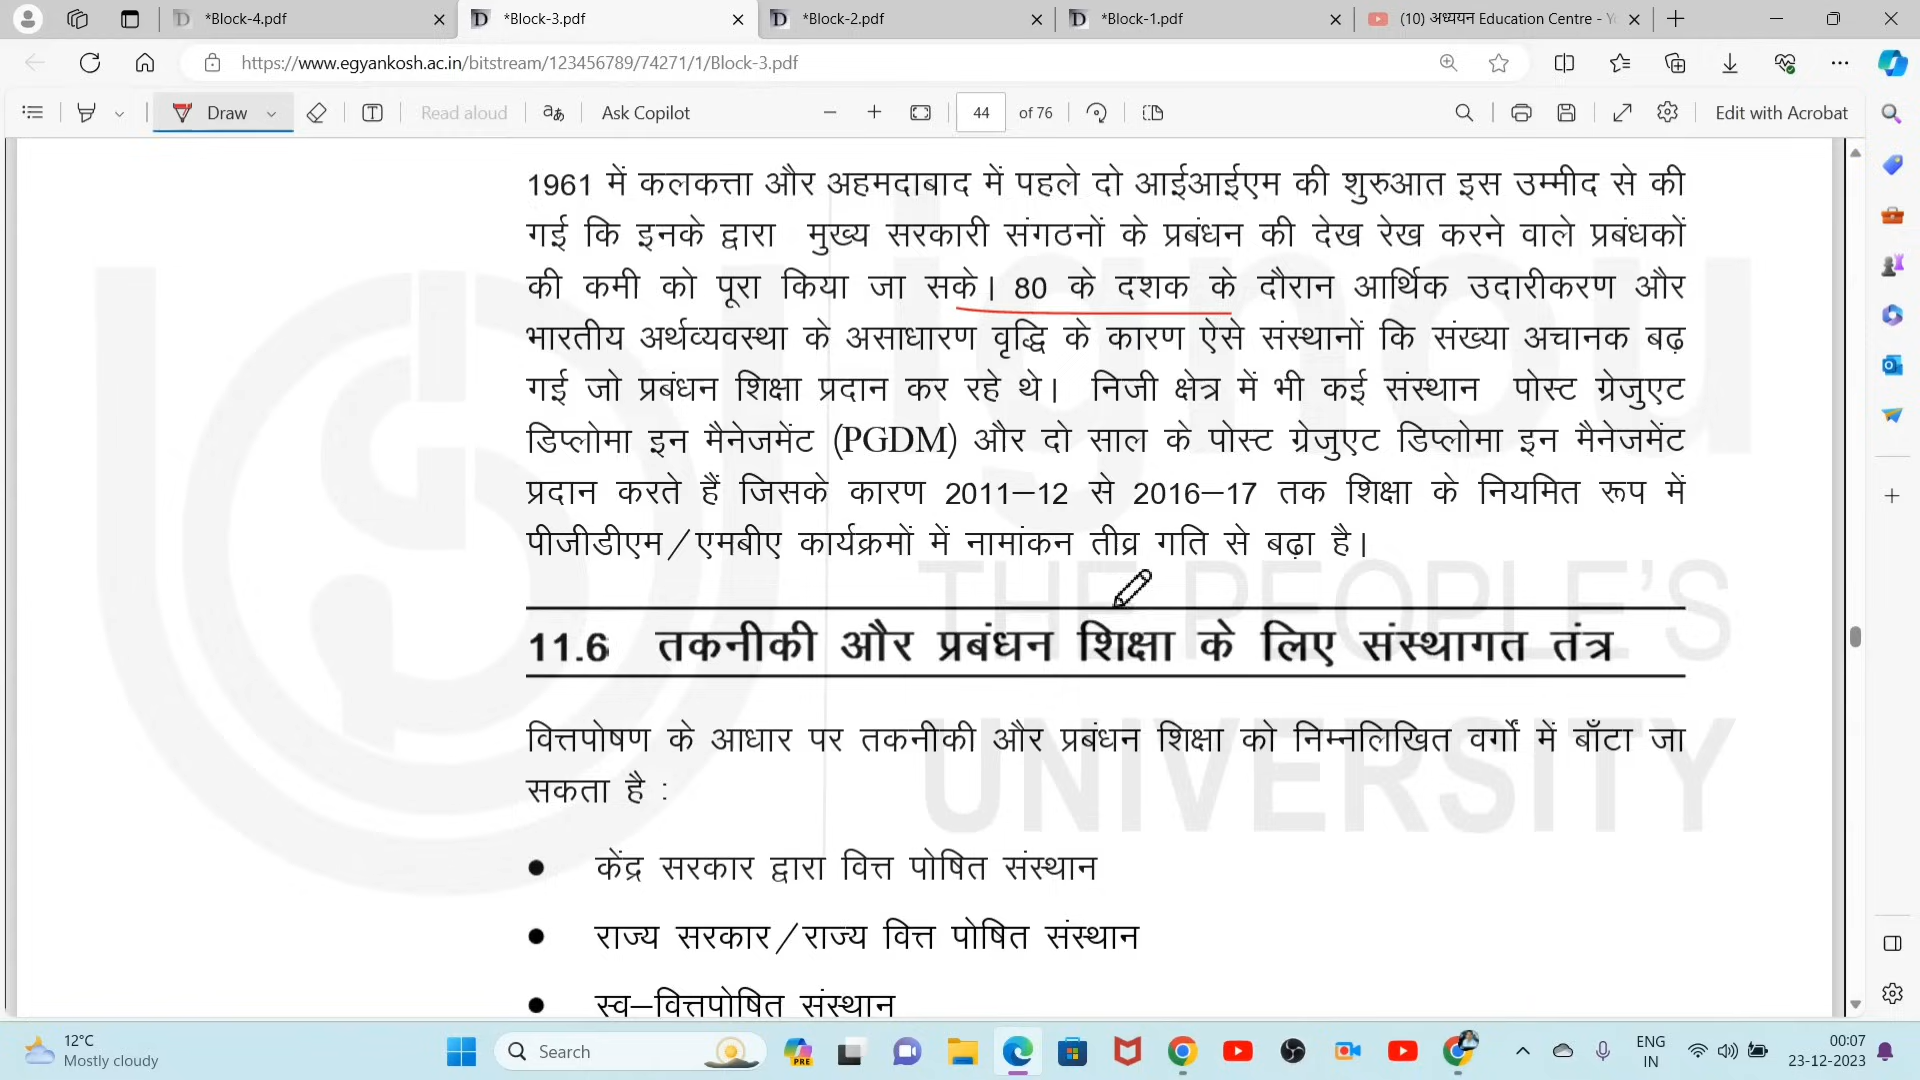 *Block-4.pdf
*Block-3.pdf
*Block-2.pdf
*Block-1.pdf
(10) अध्ययन Education Centre - Y
https://www.egyankosh.ac.in/bitstream/123456789/74271/1/Block-3.pdf
Draw
Read aloud
Ask Copilot
44
of 76
Edit with Acrobat
1961 में कलकत्ता और अहमदाबाद में पहले दो आईआईएम की शुरुआत इस उम्मीद से की
गई कि इनके द्वारा मुख्य सरकारी संगठनों के प्रबंधन की देख रेख करने वाले प्रबंधकों
की कमी को पूरा किया जा सके। 80 के दशक के दौरान आर्थिक उदारीकरण और
भारतीय अर्थव्यवस्था के असाधारण वृद्धि के कारण ऐसे संस्थानों कि संख्या अचानक बढ़
गई जो प्रबंधन शिक्षा प्रदान कर रहे थे। निजी क्षेत्र में भी कई संस्थान पोस्ट ग्रेजुएट
डिप्लोमा इन मैनेजमेंट (PGDM) और दो साल के पोस्ट ग्रेजुएट डिप्लोमा इन मैनेजमेंट
प्रदान करते हैं जिसके कारण 2011–12 से 2016–17 तक शिक्षा के नियमित रूप में
पीजीडीएम/एमबीए कार्यक्रमों में नामांकन तीव्र गति से बढ़ा है।
11.6 तकनीकी और प्रबंधन शिक्षा के लिए संस्थागत तंत्र
वित्तपोषण के आधार पर तकनीकी और प्रबंधन शिक्षा को निम्नलिखित वर्गों में बाँटा जा
सकता है :
● केंद्र सरकार द्वारा वित्त पोषित संस्थान
● राज्य सरकार/राज्य वित्त पोषित संस्थान
● स्व–वित्तपोषित संस्थान
ignou
THE PEOPLE'S
UNIVERSITY
12°C
Mostly cloudy
Search
PRE
ENG
IN
00:07
23-12-2023